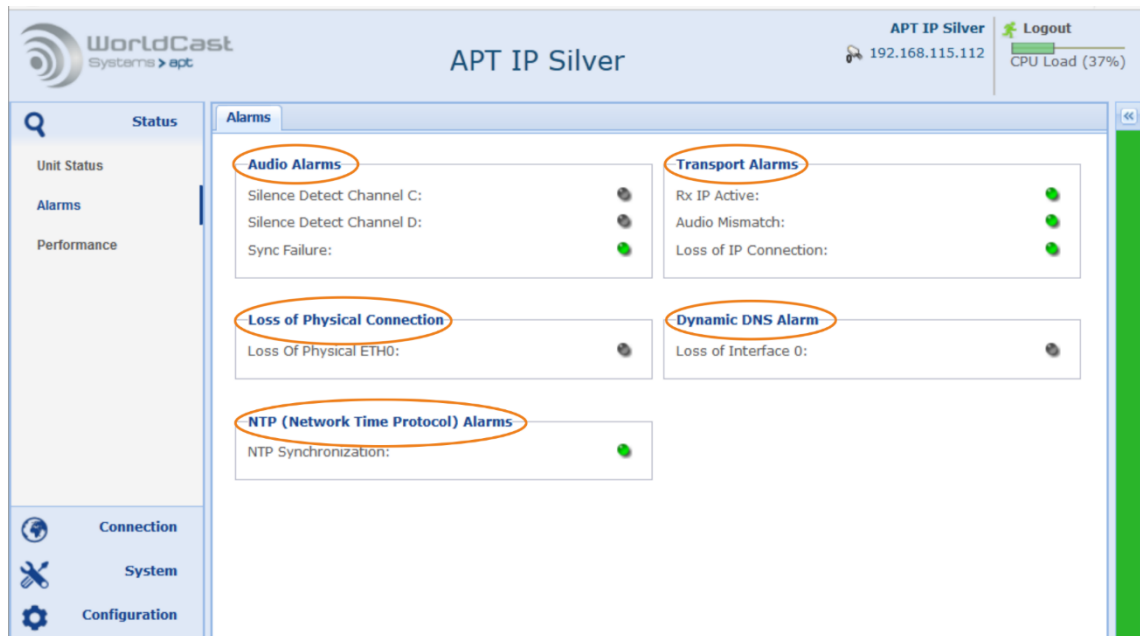 WorldCast
Systems > apt
APT IP Silver
APT IP Silver
192.168.115.112
Logout
CPU Load (37%)
Status
Unit Status
Alarms
Performance
Connection
System
Configuration
Alarms
Audio Alarms
Silence Detect Channel C:
Silence Detect Channel D:
Sync Failure:
Transport Alarms
Rx IP Active:
Audio Mismatch:
Loss of IP Connection:
Loss of Physical Connection
Loss Of Physical ETH0:
Dynamic DNS Alarm
Loss of Interface 0:
NTP (Network Time Protocol) Alarms
NTP Synchronization: